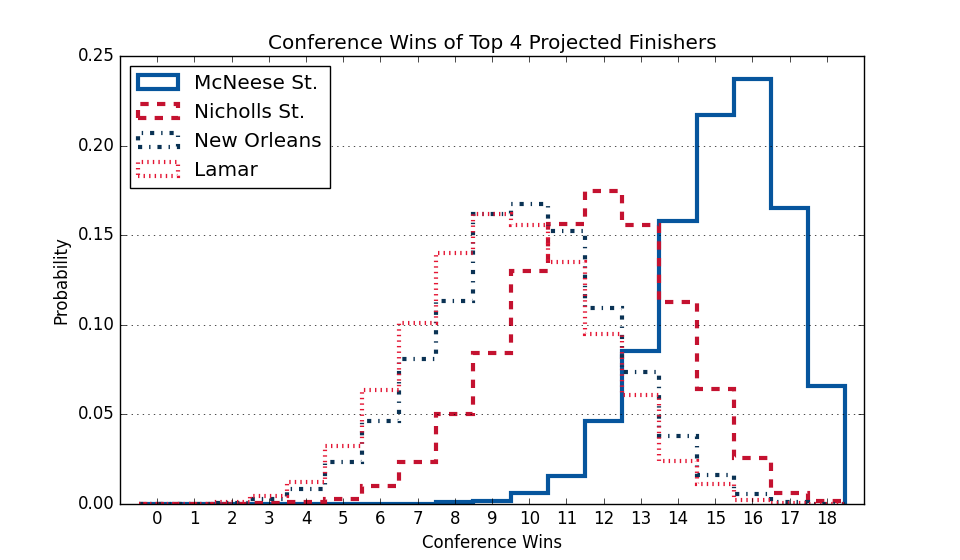 Conference Wins of Top 4 Projected Finishers
0.25
McNeese St.
Nicholls St.
New Orleans
Lamar
0.20
0.15
Probability
0.10
0.05
0.00
0 1 2 3 4 5 6 7 8 9 10 11 12 13 14 15 16 17 18
Conference Wins